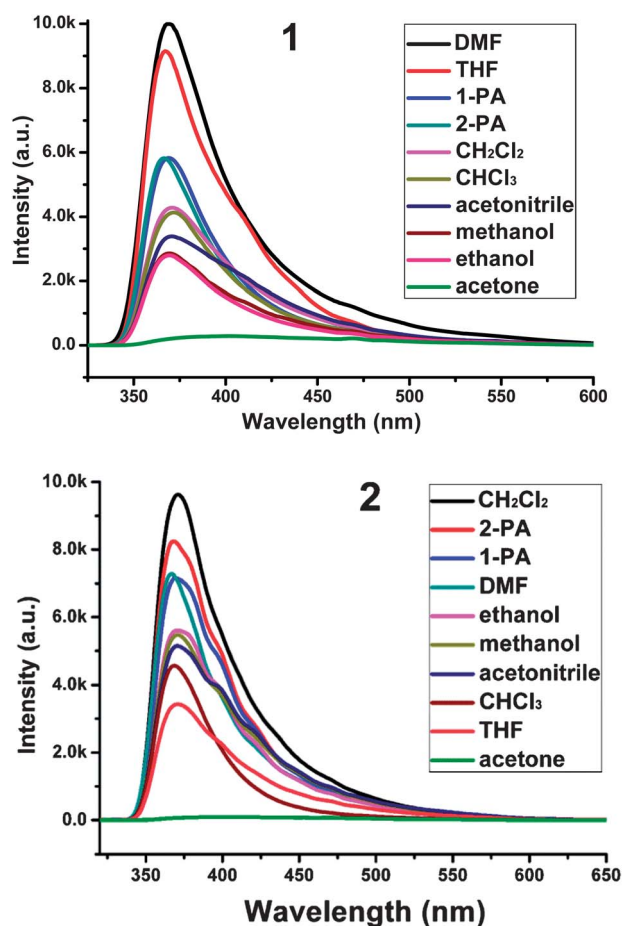 1
DMF
THF
1-PA
2-PA
CH₂Cl₂
CHCl₃
acetonitrile
methanol
ethanol
acetone
10.0k
8.0k
6.0k
4.0k
2.0k
0.0
Intensity (a.u.)
350 400 450 500 550 600
Wavelength (nm)
2
CH₂Cl₂
2-PA
1-PA
DMF
ethanol
methanol
acetonitrile
CHCl₃
THF
acetone
10.0k
8.0k
6.0k
4.0k
2.0k
0.0
Intensity (a.u.)
350 400 450 500 550 600 650
Wavelength (nm)